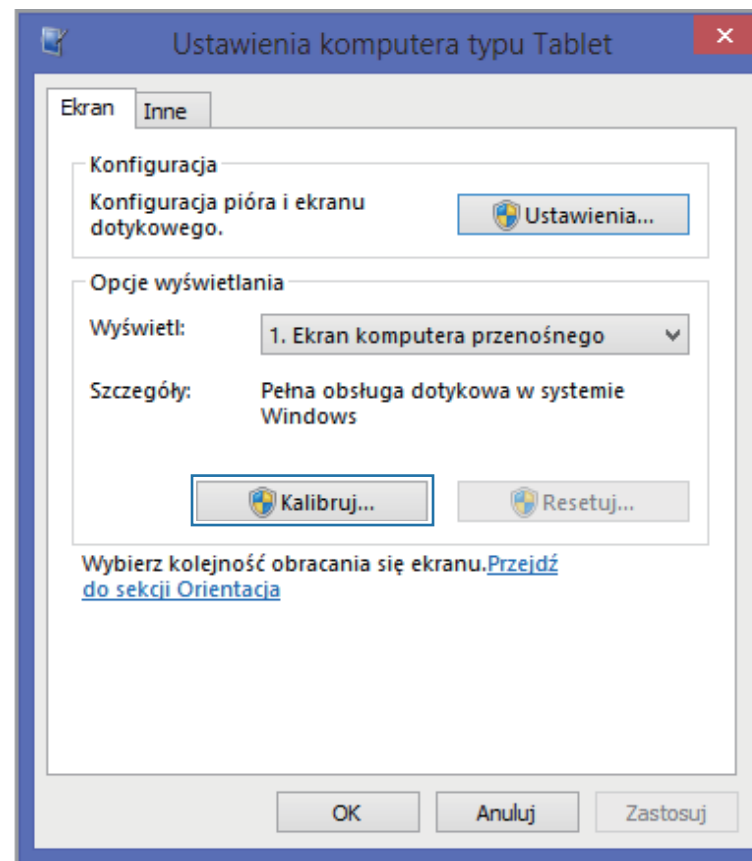 Ustawienia komputera typu Tablet
Ekran
Inne
Konfiguracja
Konfiguracja pióra i ekranu
dotykowego.
Ustawienia...
Opcje wyświetlania
Wyświetl:
1. Ekran komputera przenośnego
Szczegóły:
Pełna obsługa dotykowa w systemie
Windows
Kalibruj...
Resetuj...
Wybierz kolejność obracania się ekranu.Przejdź
do sekcji Orientacja
OK
Anuluj
Zastosuj